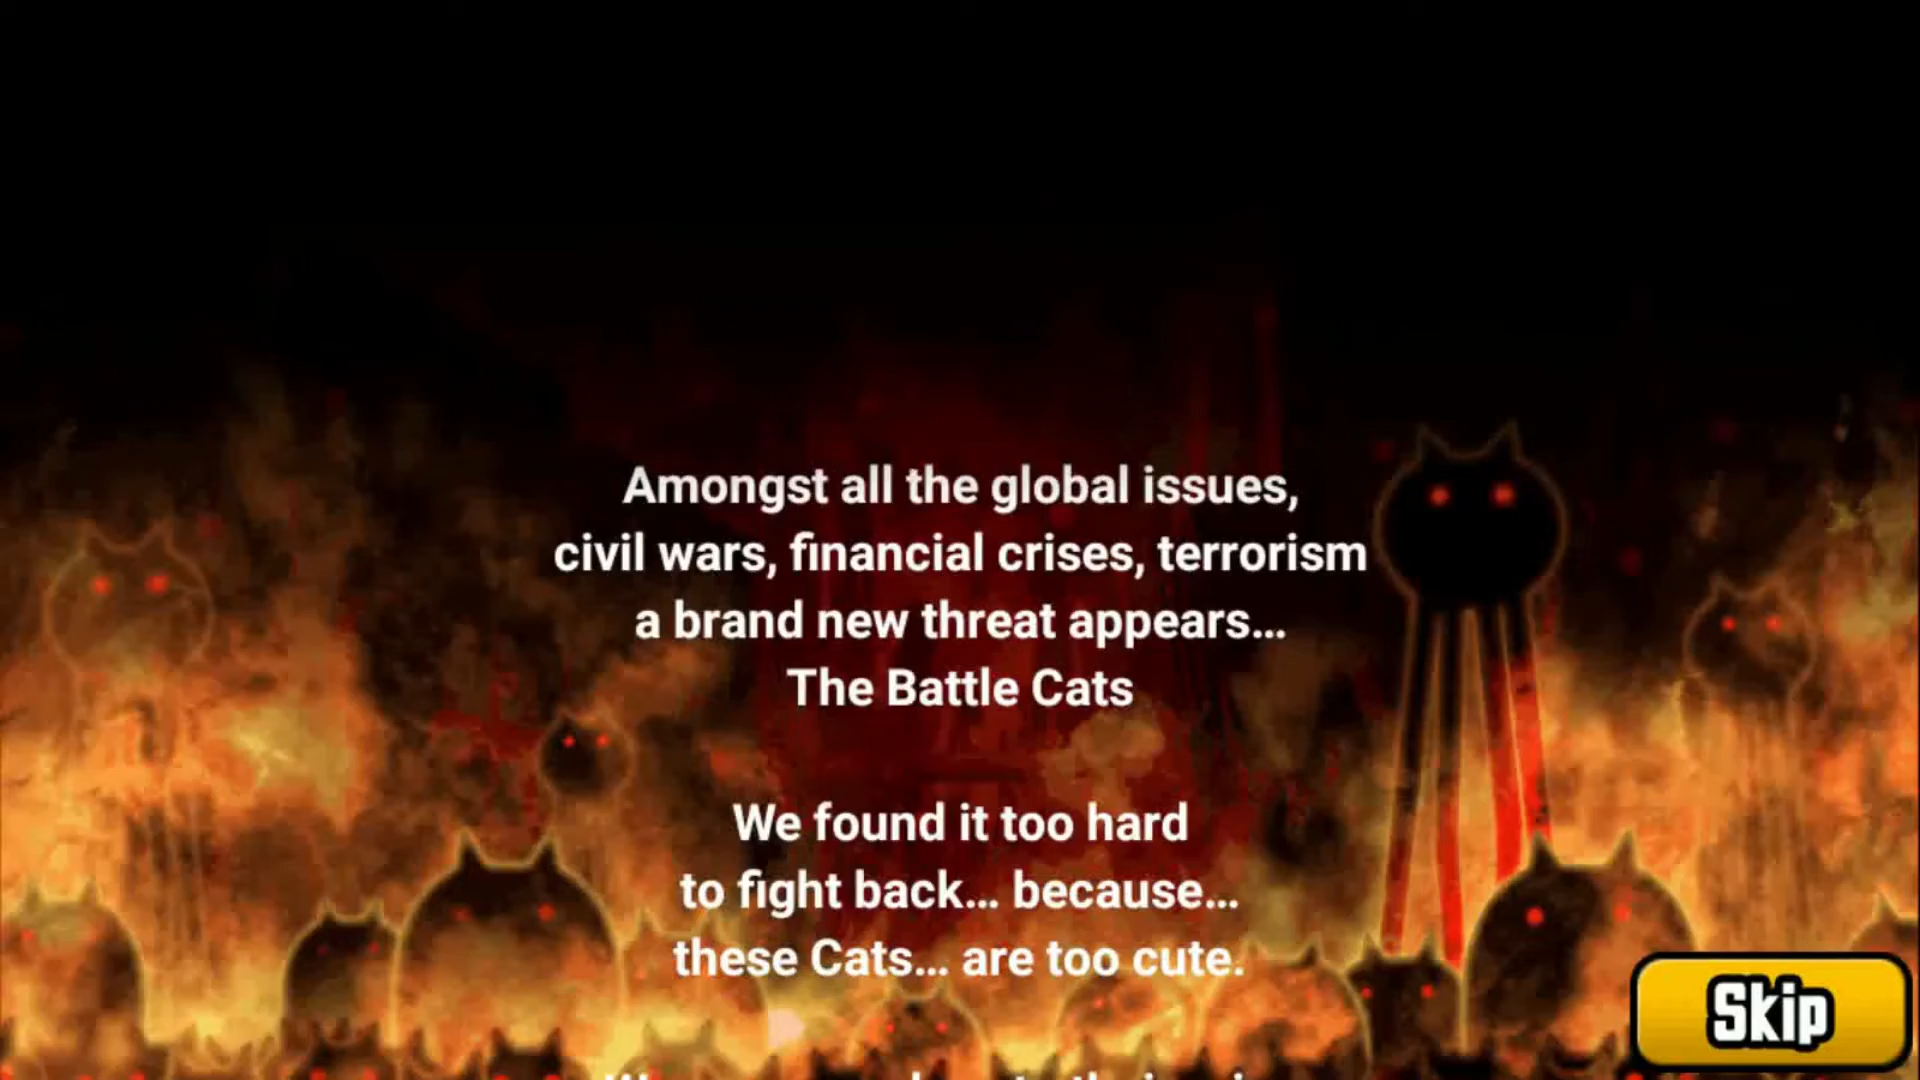 Amongst all the global issues,
civil wars, financial crises, terrorism
a brand new threat appears...
The Battle Cats
We found it too hard
to fight back... because...
these Cats... are too cute.
Skip